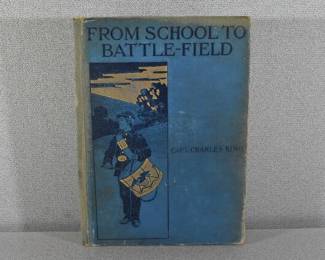 FROM SCHOOL TO
BATTLE-FIELD
CAPT. CHARLES KING